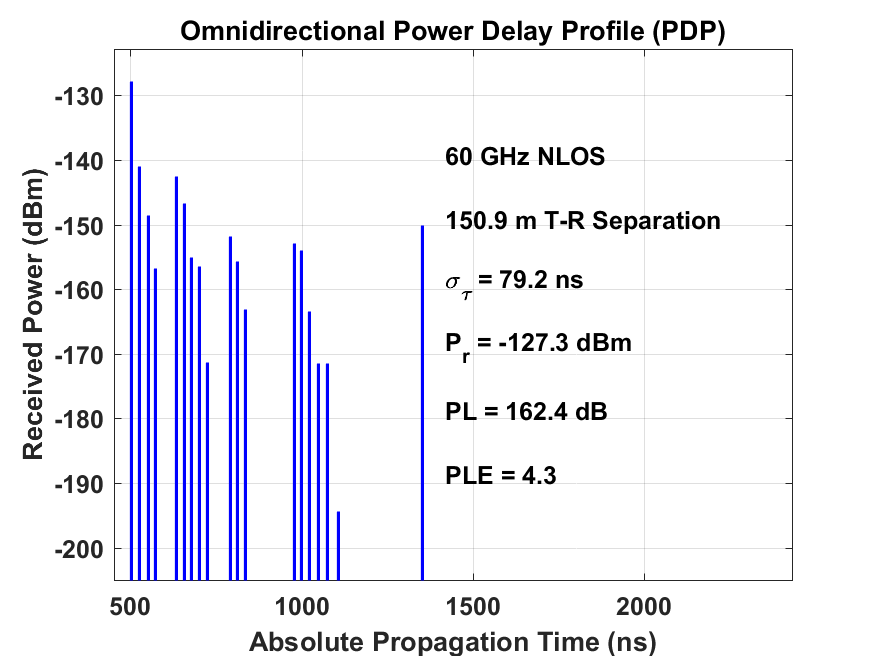 Omnidirectional Power Delay Profile (PDP)
Received Power (dBm)
-130
-140
-150
-160
-170
-180
-190
-200
60 GHz NLOS
150.9 m T-R Separation
σ_τ = 79.2 ns
P_r = -127.3 dBm
PL = 162.4 dB
PLE = 4.3
500 1000 1500 2000
Absolute Propagation Time (ns)